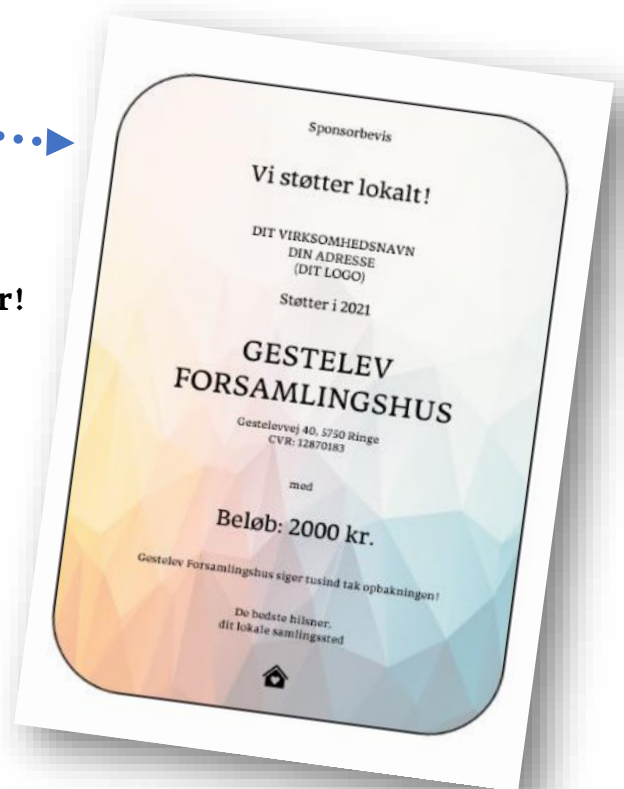 r!
Sponsorbevis
Vi støtter lokalt!
DIT VIRKSOMHEDSNAVN
DIN ADRESSE
(DIT LOGO)
Støtter i 2021
GESTELEV
FORSAMLINGSHUS
Gestelevvej 40, 5750 Ringe
CVR: 12870183
med
Beløb: 2000 kr.
Gestelev Forsamlingshus siger tusind tak opbakningen!
De bedste hilsner,
dit lokale samlingssted